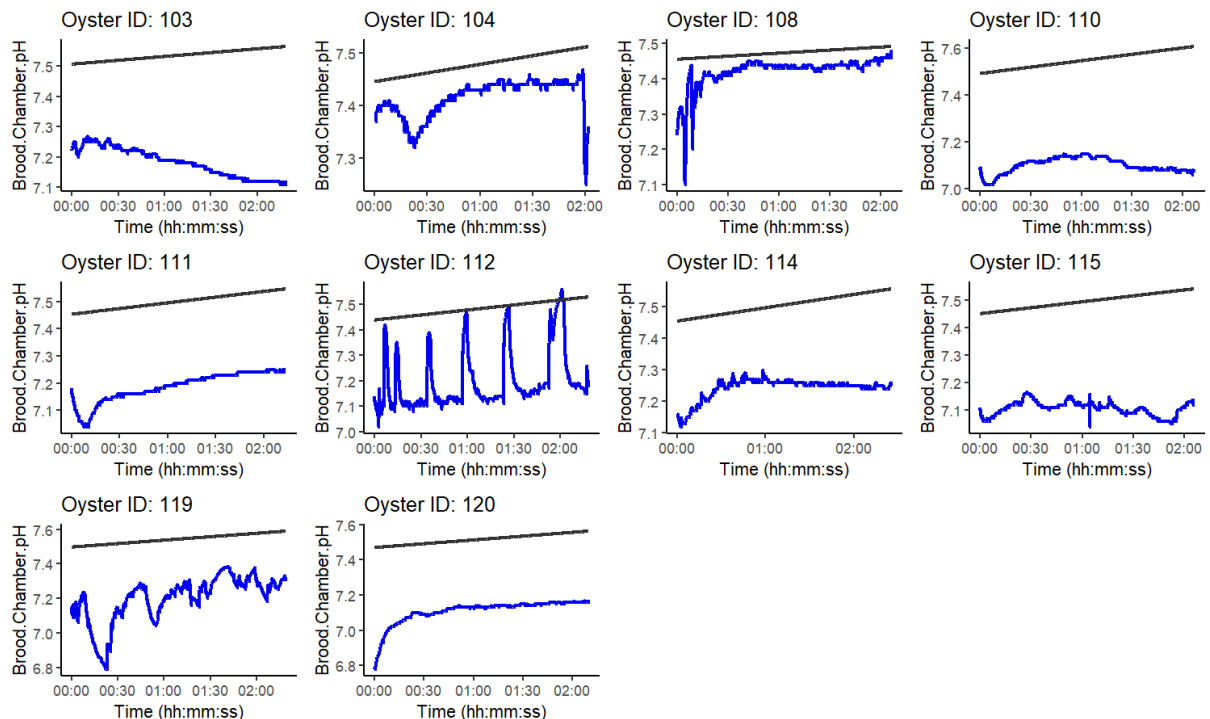 Oyster ID: 103
Brood.Chamber.pH
7.5
7.4
7.3
7.2
7.1
00:00 00:30 01:00 01:30 02:00
Time (hh:mm:ss)
Oyster ID: 104
Brood.Chamber.pH
7.5
7.4
7.3
00:00 00:30 01:00 01:30 02:00
Time (hh:mm:ss)
Oyster ID: 108
Brood.Chamber.pH
7.5
7.4
7.3
7.2
7.1
00:00 00:30 01:00 01:30 02:00
Time (hh:mm:ss)
Oyster ID: 110
Brood.Chamber.pH
7.6
7.4
7.2
7.0
00:00 00:30 01:00 01:30 02:00
Time (hh:mm:ss)
Oyster ID: 111
Brood.Chamber.pH
7.5
7.4
7.3
7.2
7.1
00:00 00:30 01:00 01:30 02:00
Time (hh:mm:ss)
Oyster ID: 112
Brood.Chamber.pH
7.5
7.4
7.3
7.2
7.1
7.0
00:00 00:30 01:00 01:30 02:00
Time (hh:mm:ss)
Oyster ID: 114
Brood.Chamber.pH
7.5
7.4
7.3
7.2
7.1
00:00 01:00 02:00
Time (hh:mm:ss)
Oyster ID: 115
Brood.Chamber.pH
7.5
7.4
7.3
7.2
7.1
00:00 00:30 01:00 01:30 02:00
Time (hh:mm:ss)
Oyster ID: 119
Brood.Chamber.pH
7.6
7.4
7.2
7.0
6.8
00:00 00:30 01:00 01:30 02:00
Time (hh:mm:ss)
Oyster ID: 120
Brood.Chamber.pH
7.6
7.4
7.2
7.0
6.8
00:00 00:30 01:00 01:30 02:00
Time (hh:mm:ss)